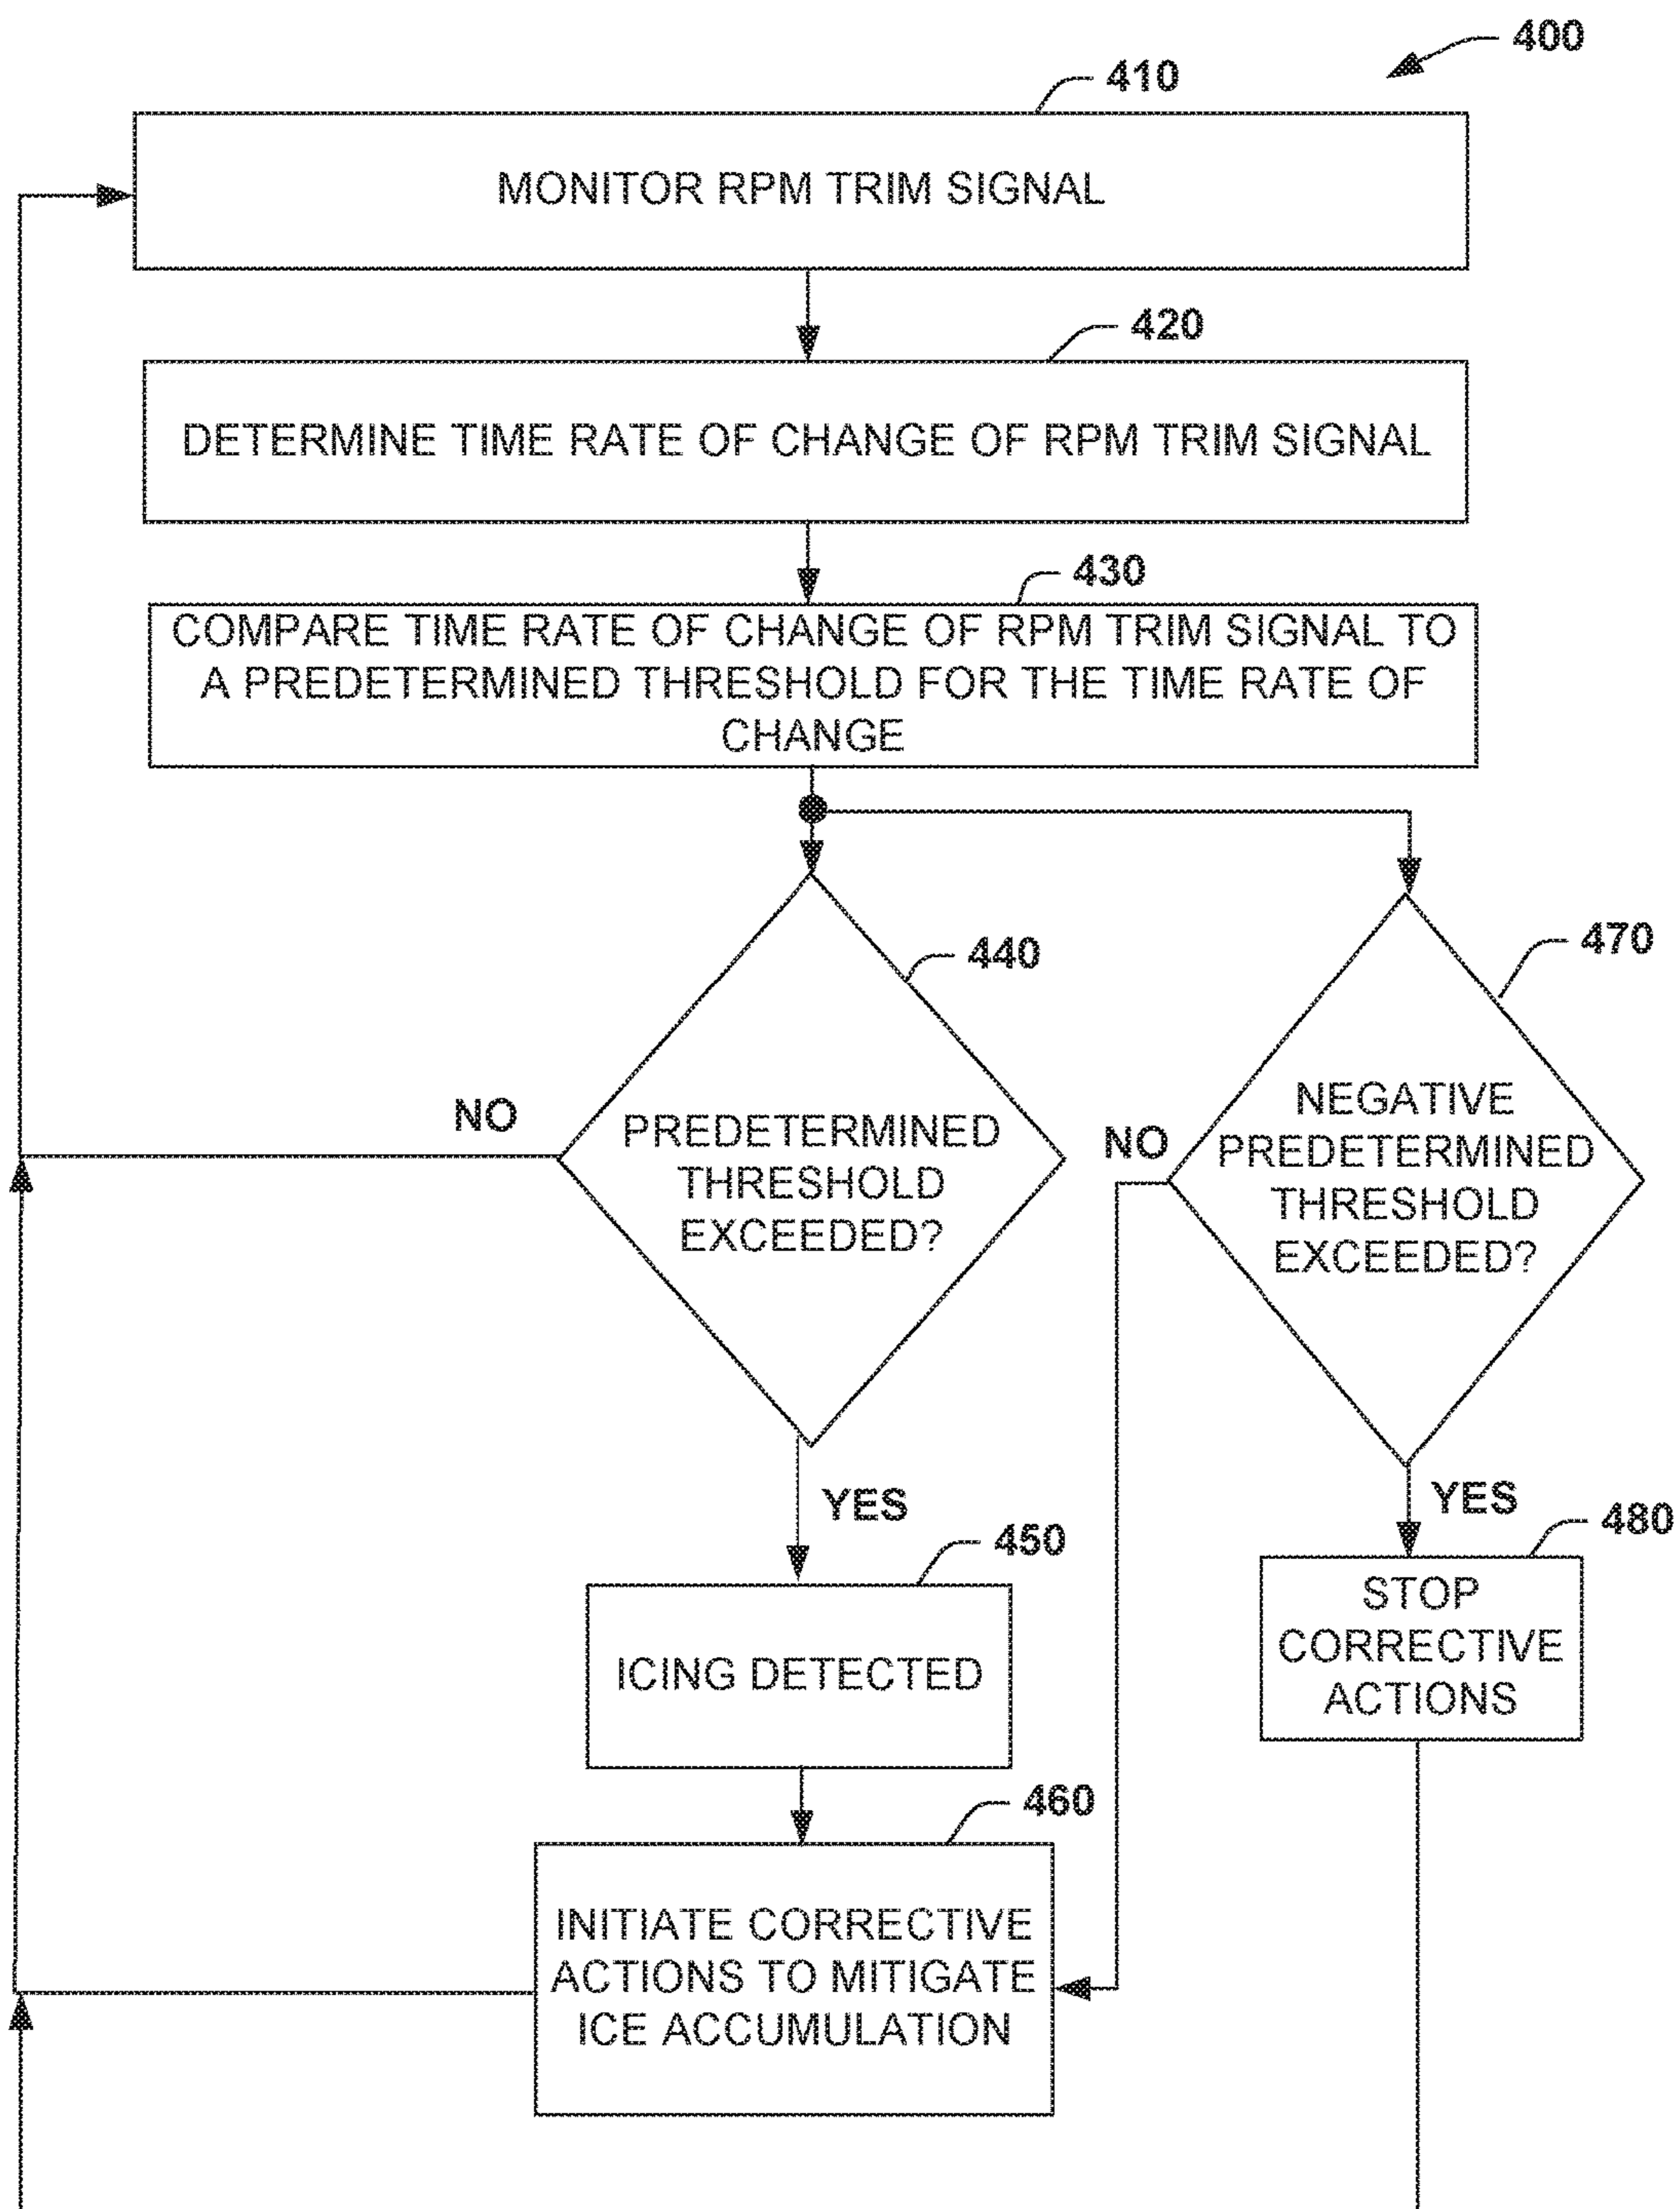 400
410
MONITOR RPM TRIM SIGNAL
420
DETERMINE TIME RATE OF CHANGE OF RPM TRIM SIGNAL
430
COMPARE TIME RATE OF CHANGE OF RPM TRIM SIGNAL TO
A PREDETERMINED THRESHOLD FOR THE TIME RATE OF
CHANGE
440
NO
PREDETERMINED
THRESHOLD
EXCEEDED?
YES
470
NO
NEGATIVE
PREDETERMINED
THRESHOLD
EXCEEDED?
YES
450
ICING DETECTED
480
STOP
CORRECTIVE
ACTIONS
460
INITIATE CORRECTIVE
ACTIONS TO MITIGATE
ICE ACCUMULATION